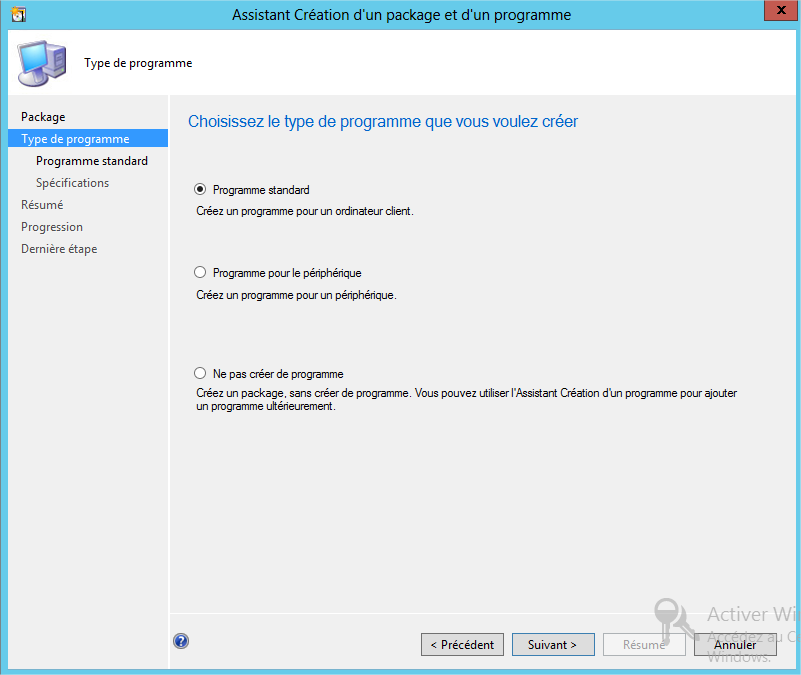 Assistant Création d'un package et d'un programme
X
Type de programme
Package
Type de programme
Programme standard
Spécifications
Résumé
Progression
Dernière étape
Choisissez le type de programme que vous voulez créer
Programme standard
Créez un programme pour un ordinateur client.
Programme pour le périphérique
Créez un programme pour un périphérique.
Ne pas créer de programme
Créez un package, sans créer de programme. Vous pouvez utiliser l'Assistant Création d'un programme pour ajouter
un programme ultérieurement.
Activer Wi
Accédez au C
Windows.
?
< Précédent
Suivant >
Résumé
Annuler